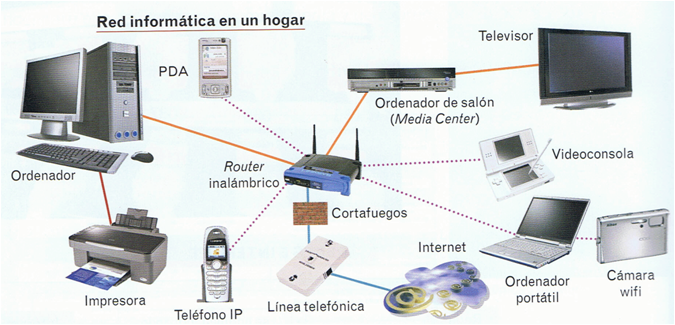 Red informática en un hogar
PDA
Televisor
Ordenador de salón
(Media Center)
Ordenador
Router
inalámbrico
Videoconsola
Cortafuegos
Internet
Impresora
Teléfono IP
Línea telefónica
Ordenador
portátil
Cámara
wifi